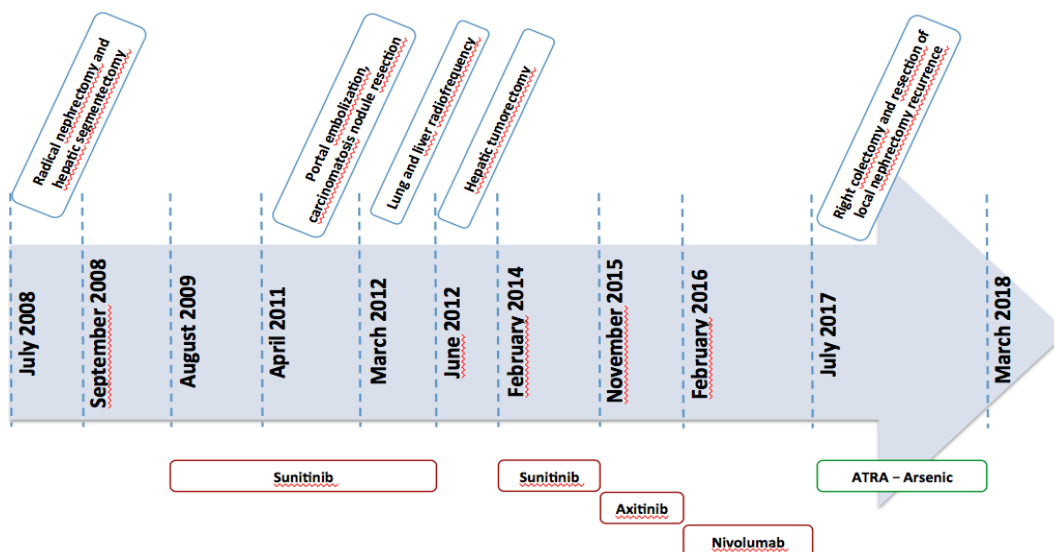 Radical nephrectomy and
hepatic segmentectomy
Portal embolization,
carcinomatosis nodule resection
Lung and liver radiofrequency
Hepatic tumorectomy
Right colectomy and resection of
local nephrectomy recurrence
July 2008
September 2008
August 2009
April 2011
March 2012
June 2012
February 2014
November 2015
February 2016
July 2017
March 2018
Sunitinib
Sunitinib
ATRA – Arsenic
Axitinib
Nivolumab